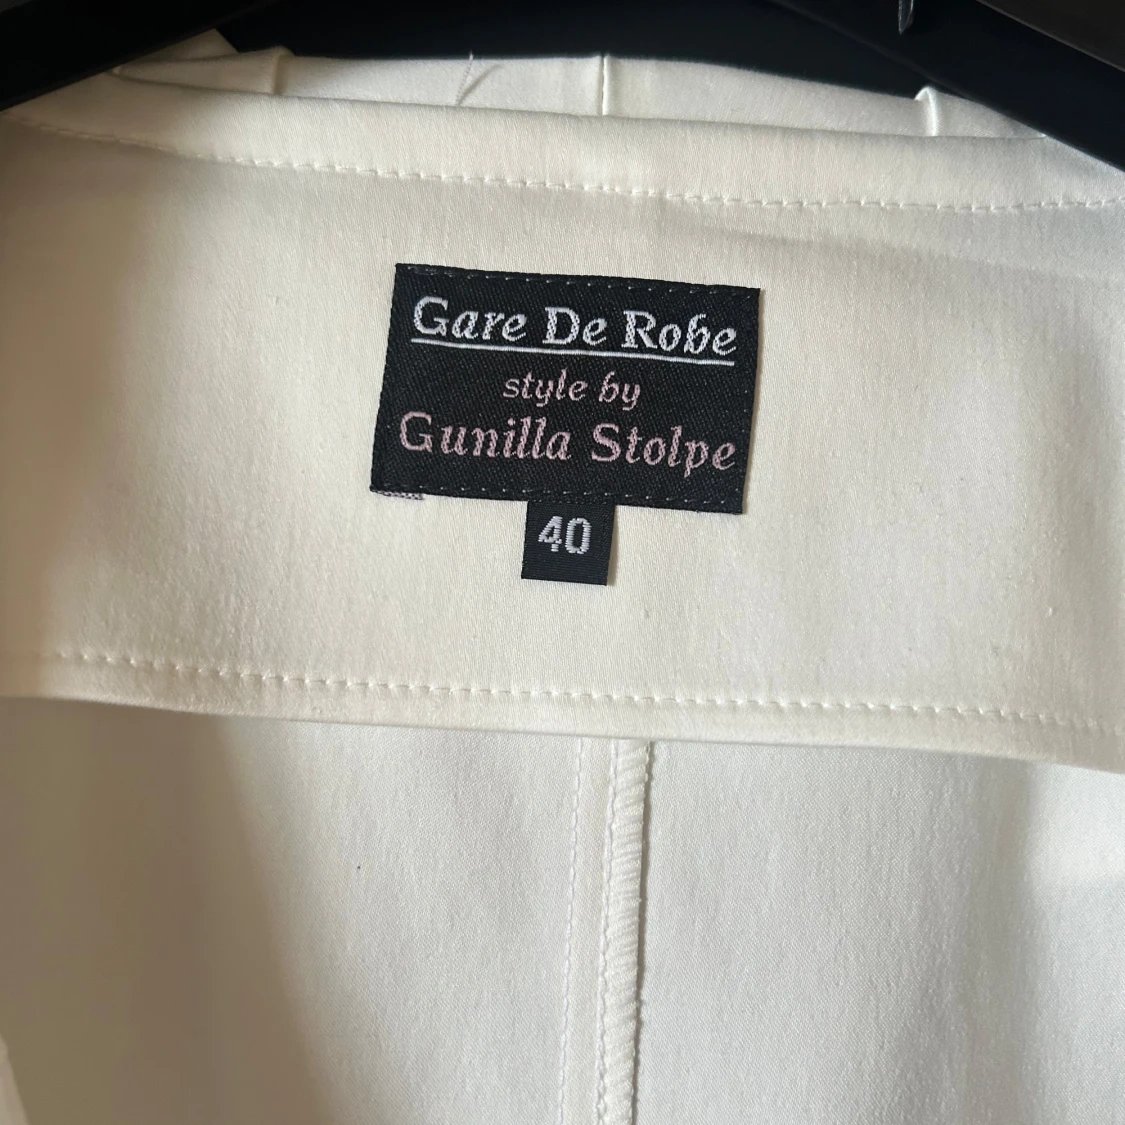 Gare De Robe
style by
Gunilla Stolpe
40